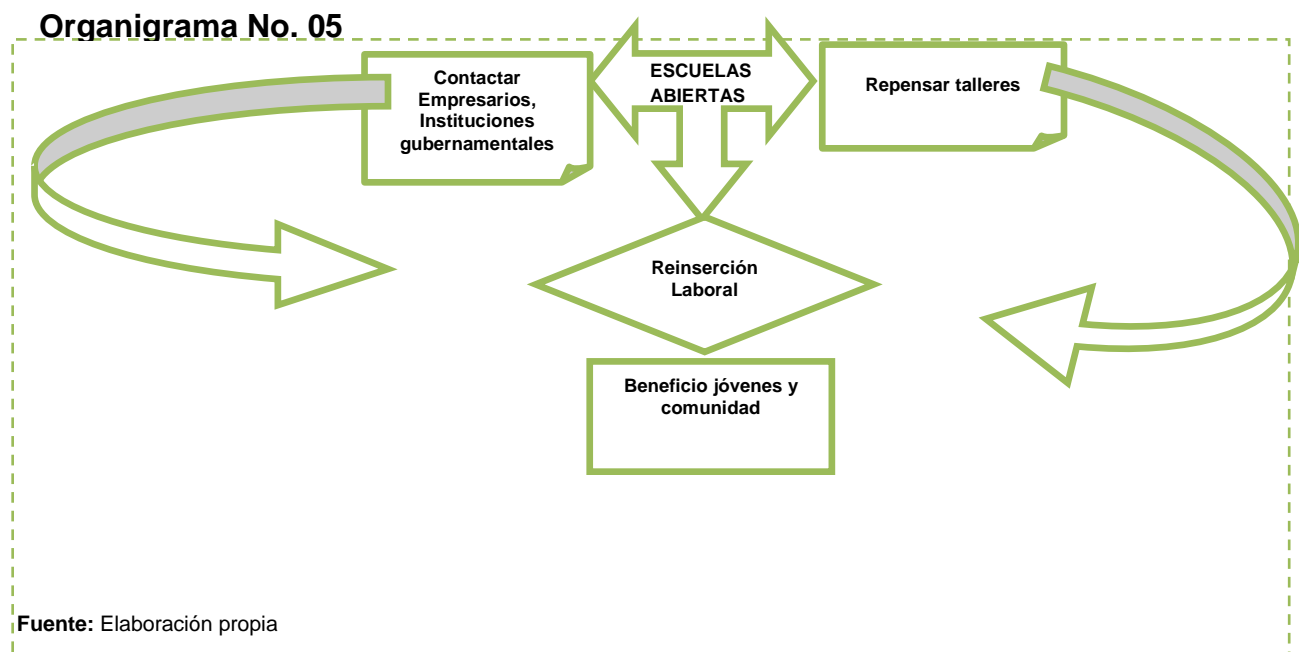 Organigrama No. 05
Contactar
Empresarios,
Instituciones
gubernamentales
ESCUELAS
ABIERTAS
Repensar talleres
Reinserción
Laboral
Beneficio jóvenes y
comunidad
Fuente: Elaboración propia